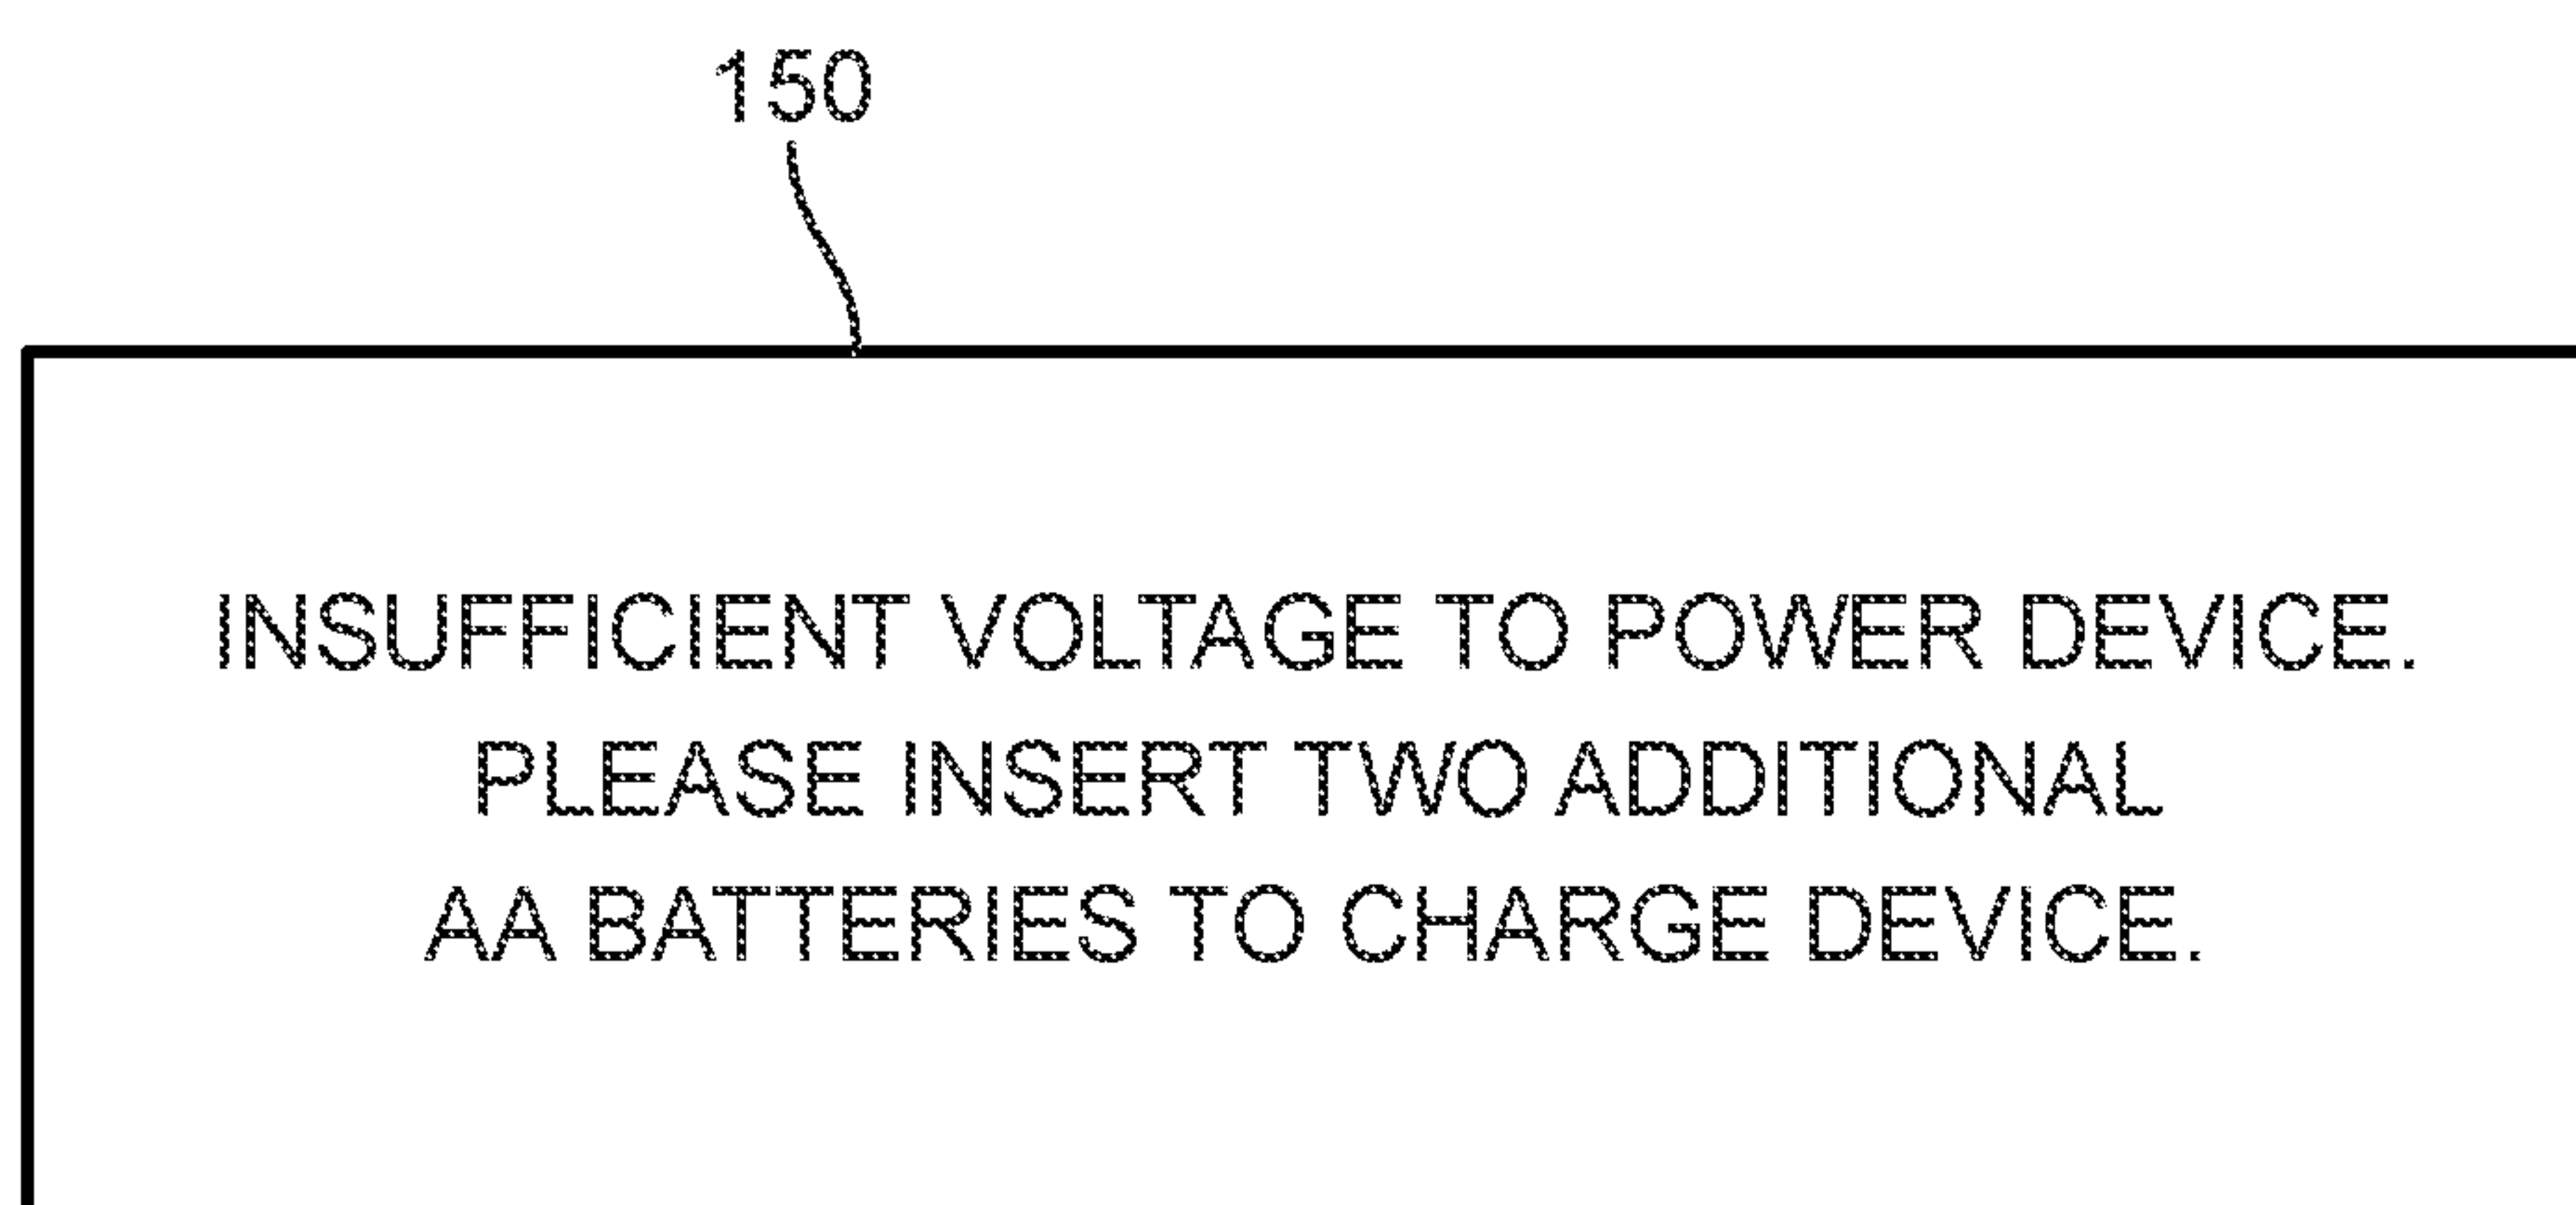 150
INSUFFICIENT VOLTAGE TO POWER DEVICE.
PLEASE INSERT TWO ADDITIONAL
AA BATTERIES TO CHARGE DEVICE.